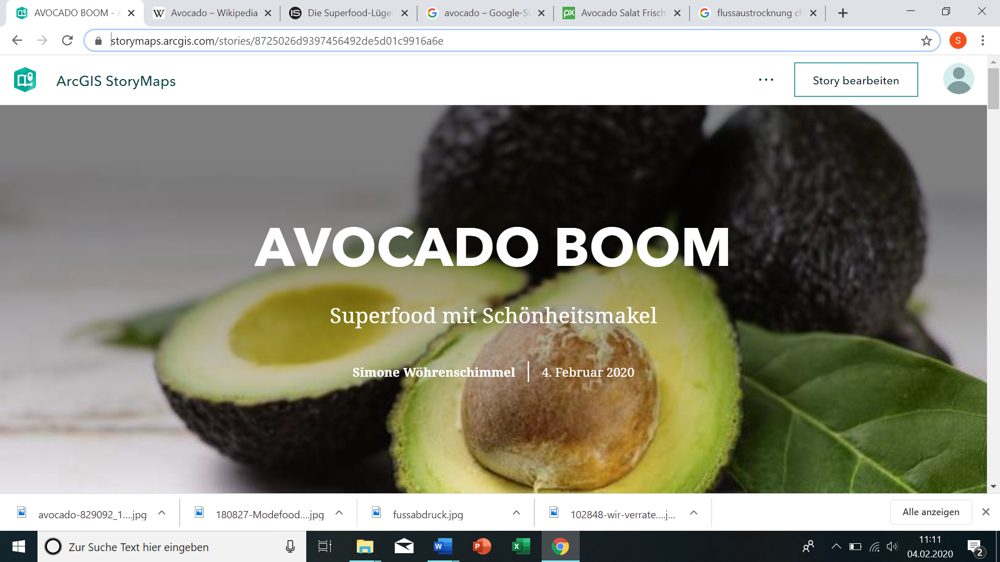 AVOCADO BOOM - A
Avocado – Wikipedia
Die Superfood-Lüge:
avocado – Google-Su
Avocado Salat Frisch
flussaustrocknung ch
storymaps.arcgis.com/stories/8725026d9397456492de5d01c9916a6e
S
ArcGIS StoryMaps
Story bearbeiten
AVOCADO BOOM
Superfood mit Schönheitsmakel
Simone Wöhrenschimmel
4. Februar 2020
avocado-829092_1....jpg
180827-Modefood....jpg
fussabdruck.jpg
102848-wir-verrate....j...
Alle anzeigen
Zur Suche Text hier eingeben
11:11
04.02.2020
2